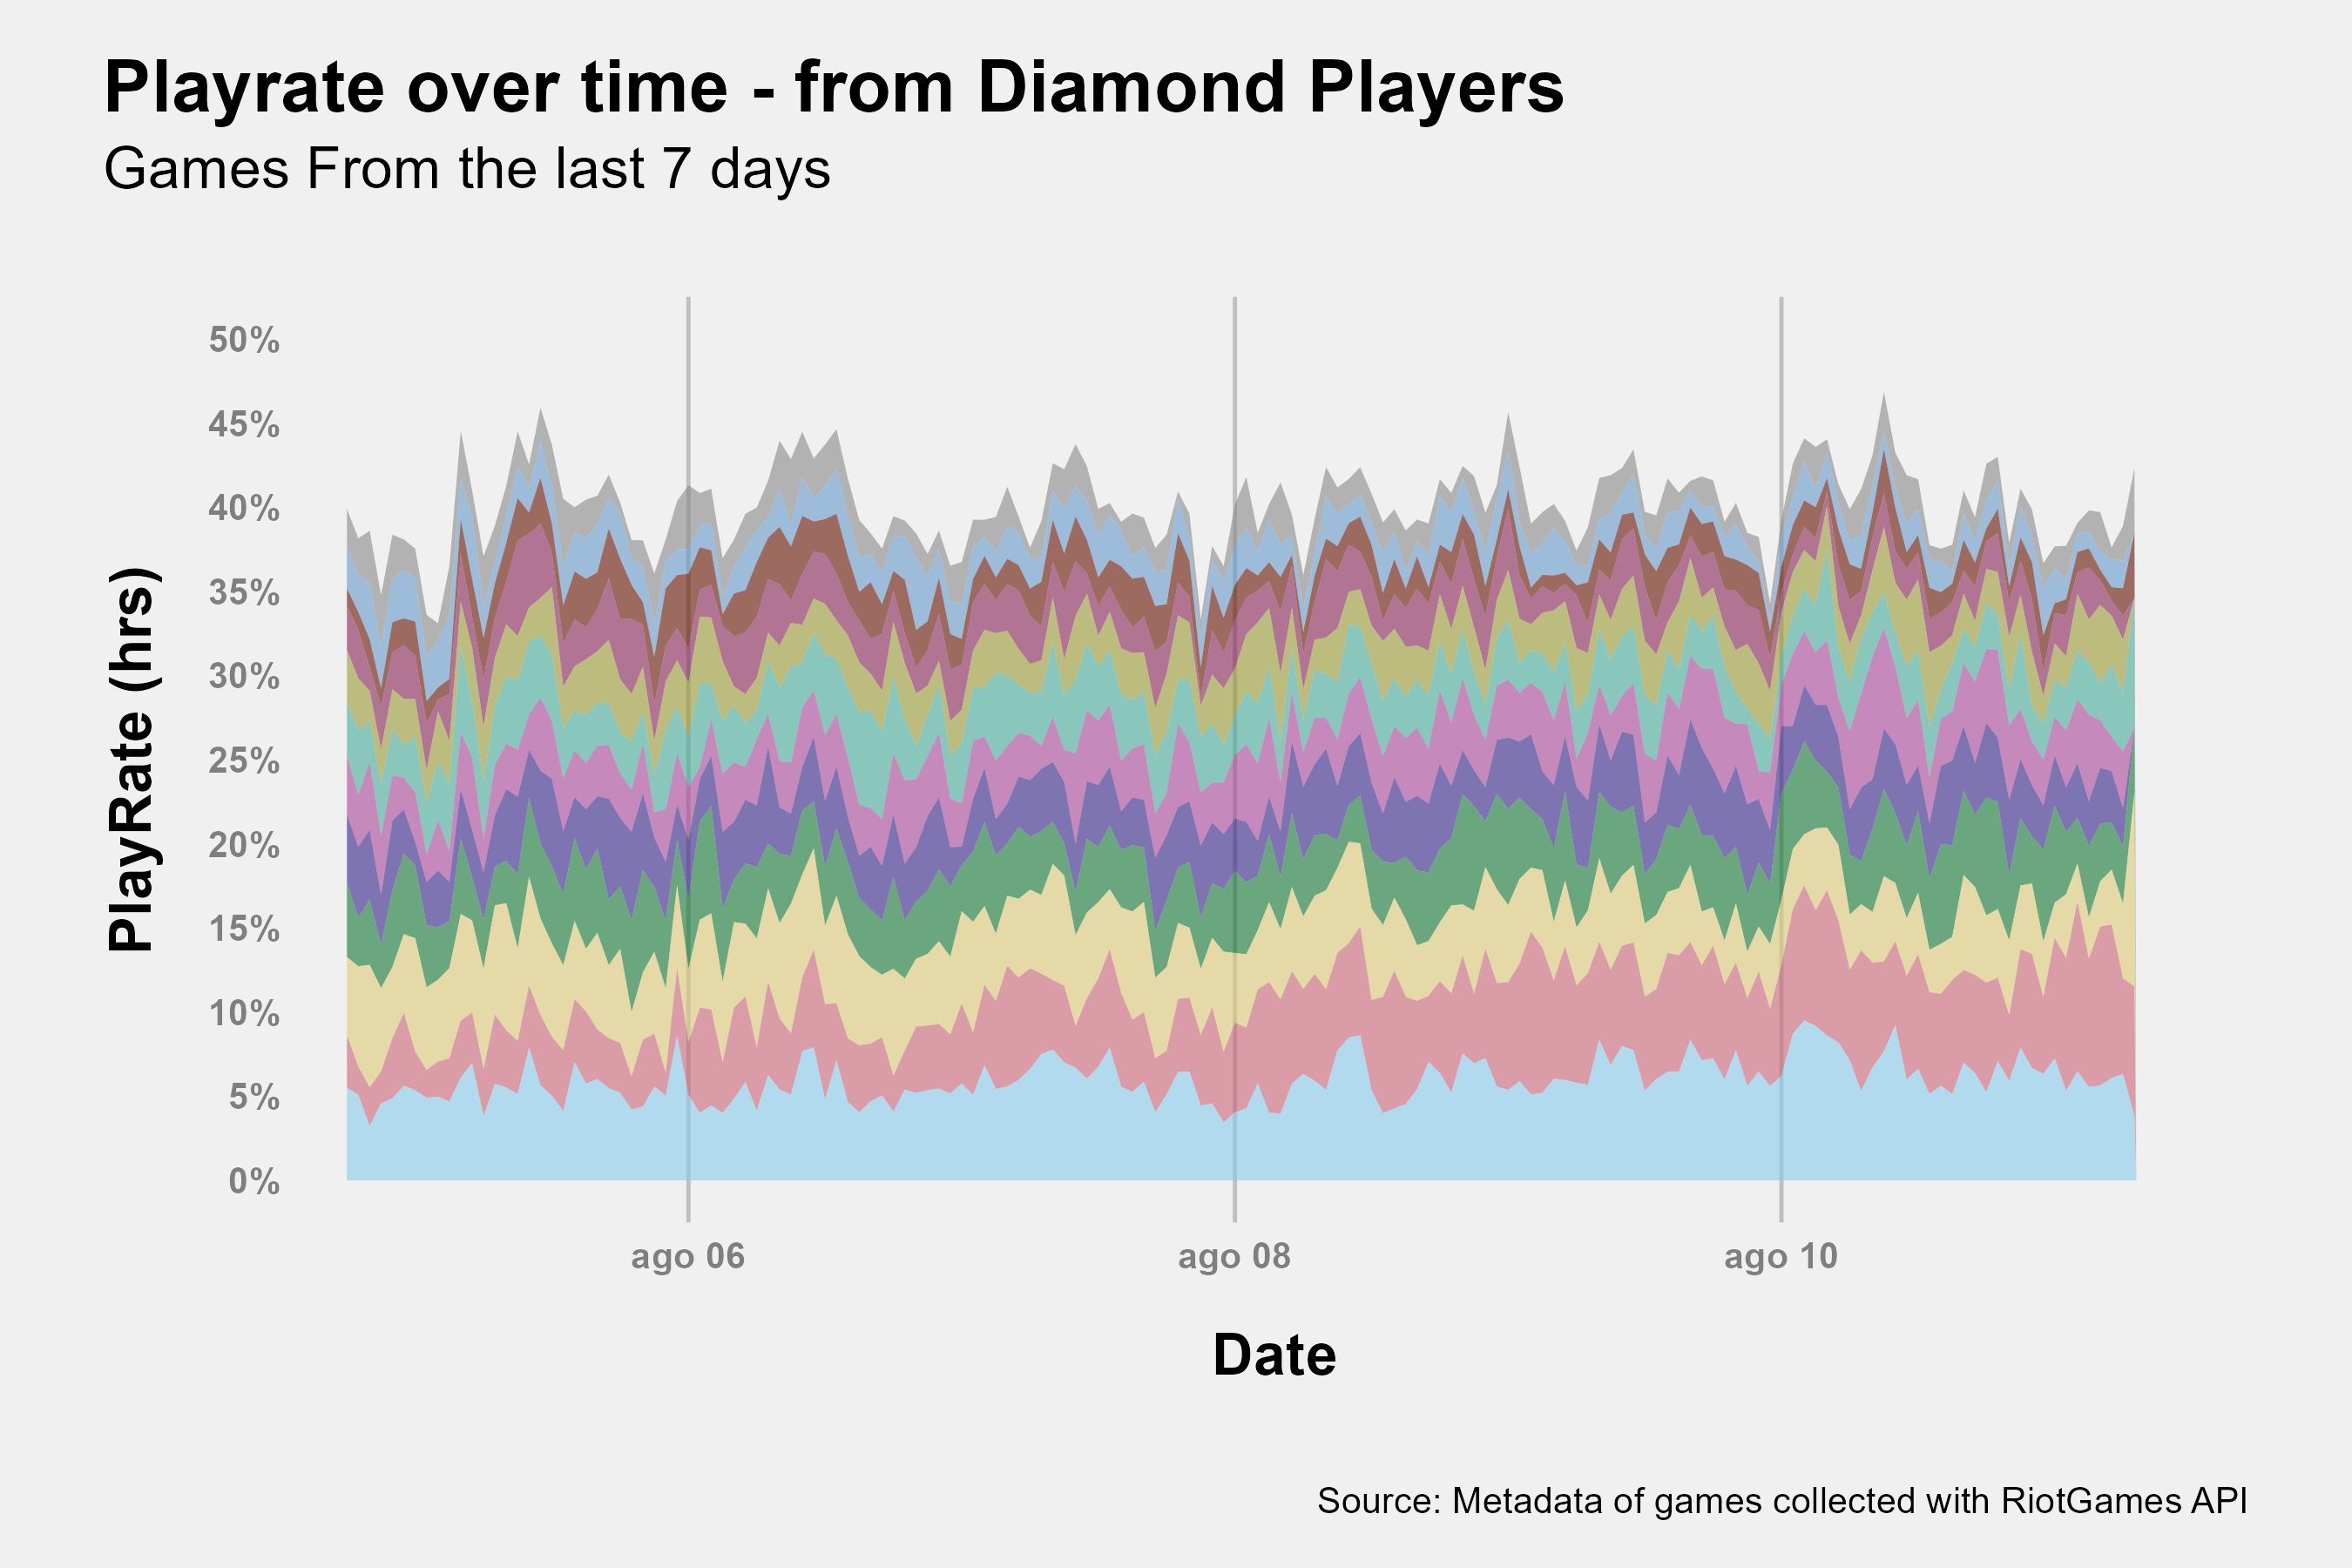 Playrate over time - from Diamond Players
Games From the last 7 days
PlayRate (hrs)
50%
45%
40%
35%
30%
25%
20%
15%
10%
5%
0%
ago 06
ago 08
ago 10
Date
Source: Metadata of games collected with RiotGames API